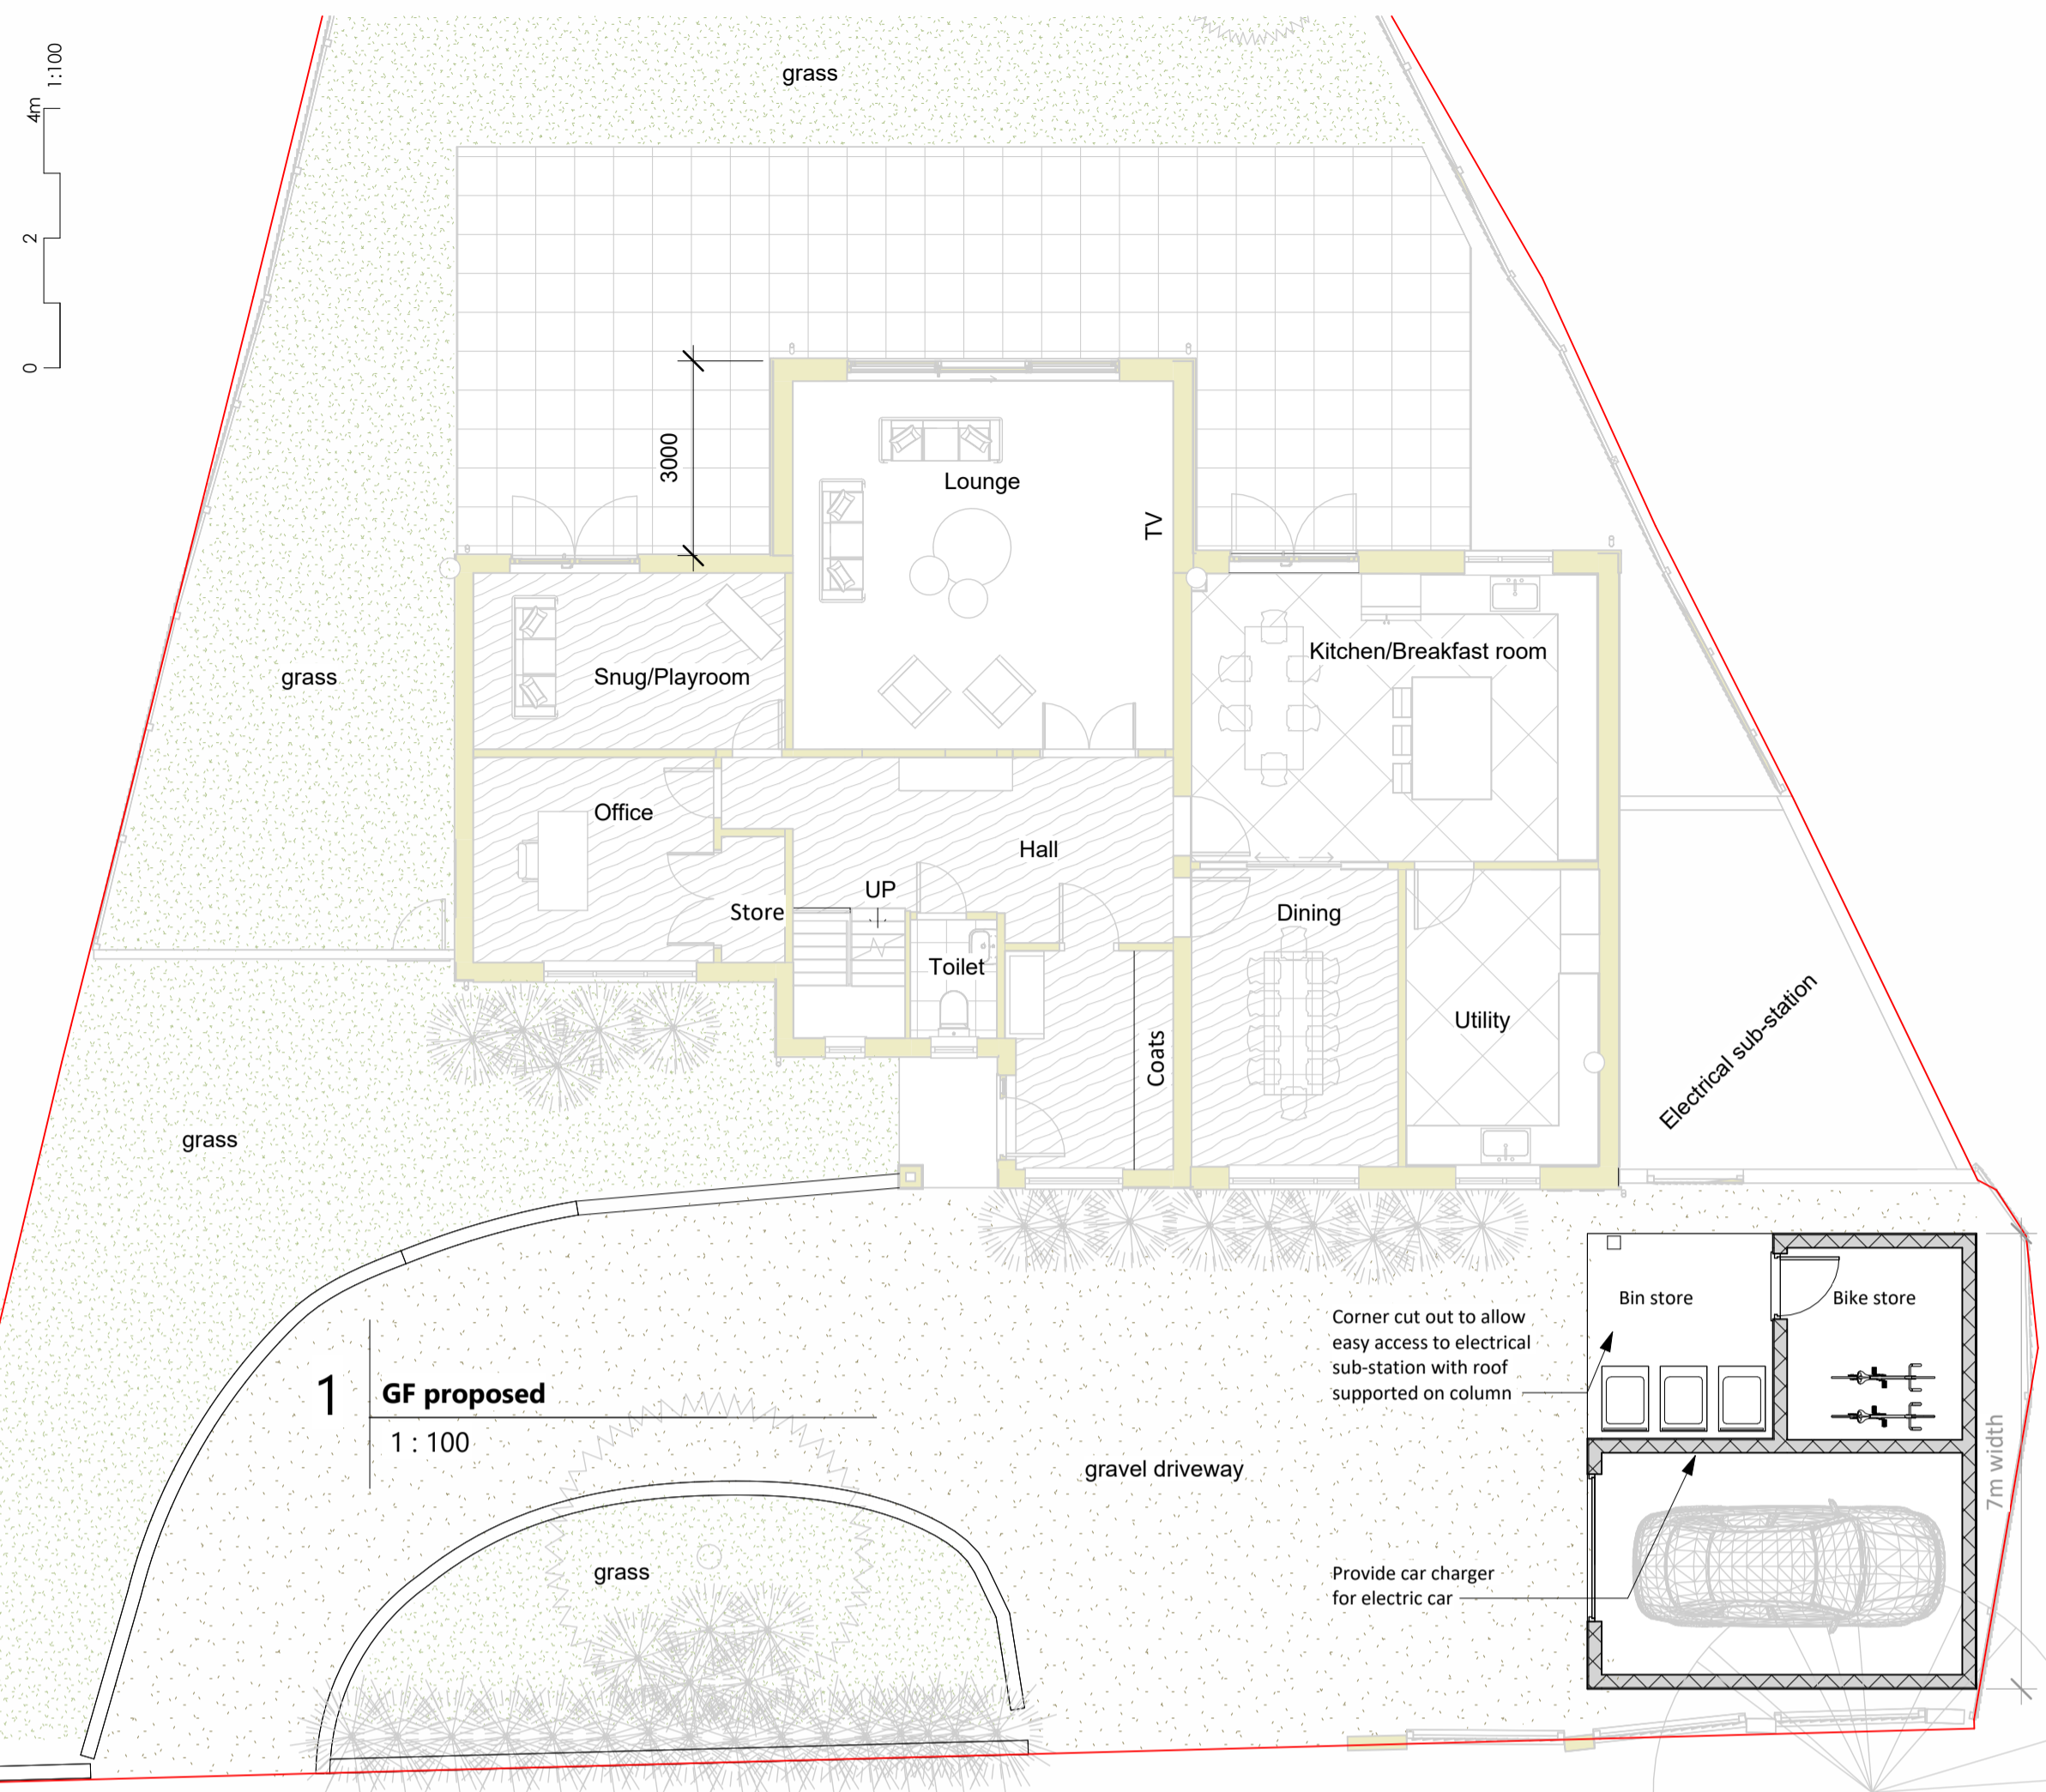 1:100
4m
2
0
grass
3000
Lounge
TV
Kitchen/Breakfast room
Snug/Playroom
grass
Office
Hall
UP
Store
Dining
Toilet
Utility
Coats
Electrical sub-station
grass
Bin store
Bike store
Corner cut out to allow
easy access to electrical
sub-station with roof
supported on column
1
GF proposed
1 : 100
gravel driveway
7m width
grass
Provide car charger
for electric car